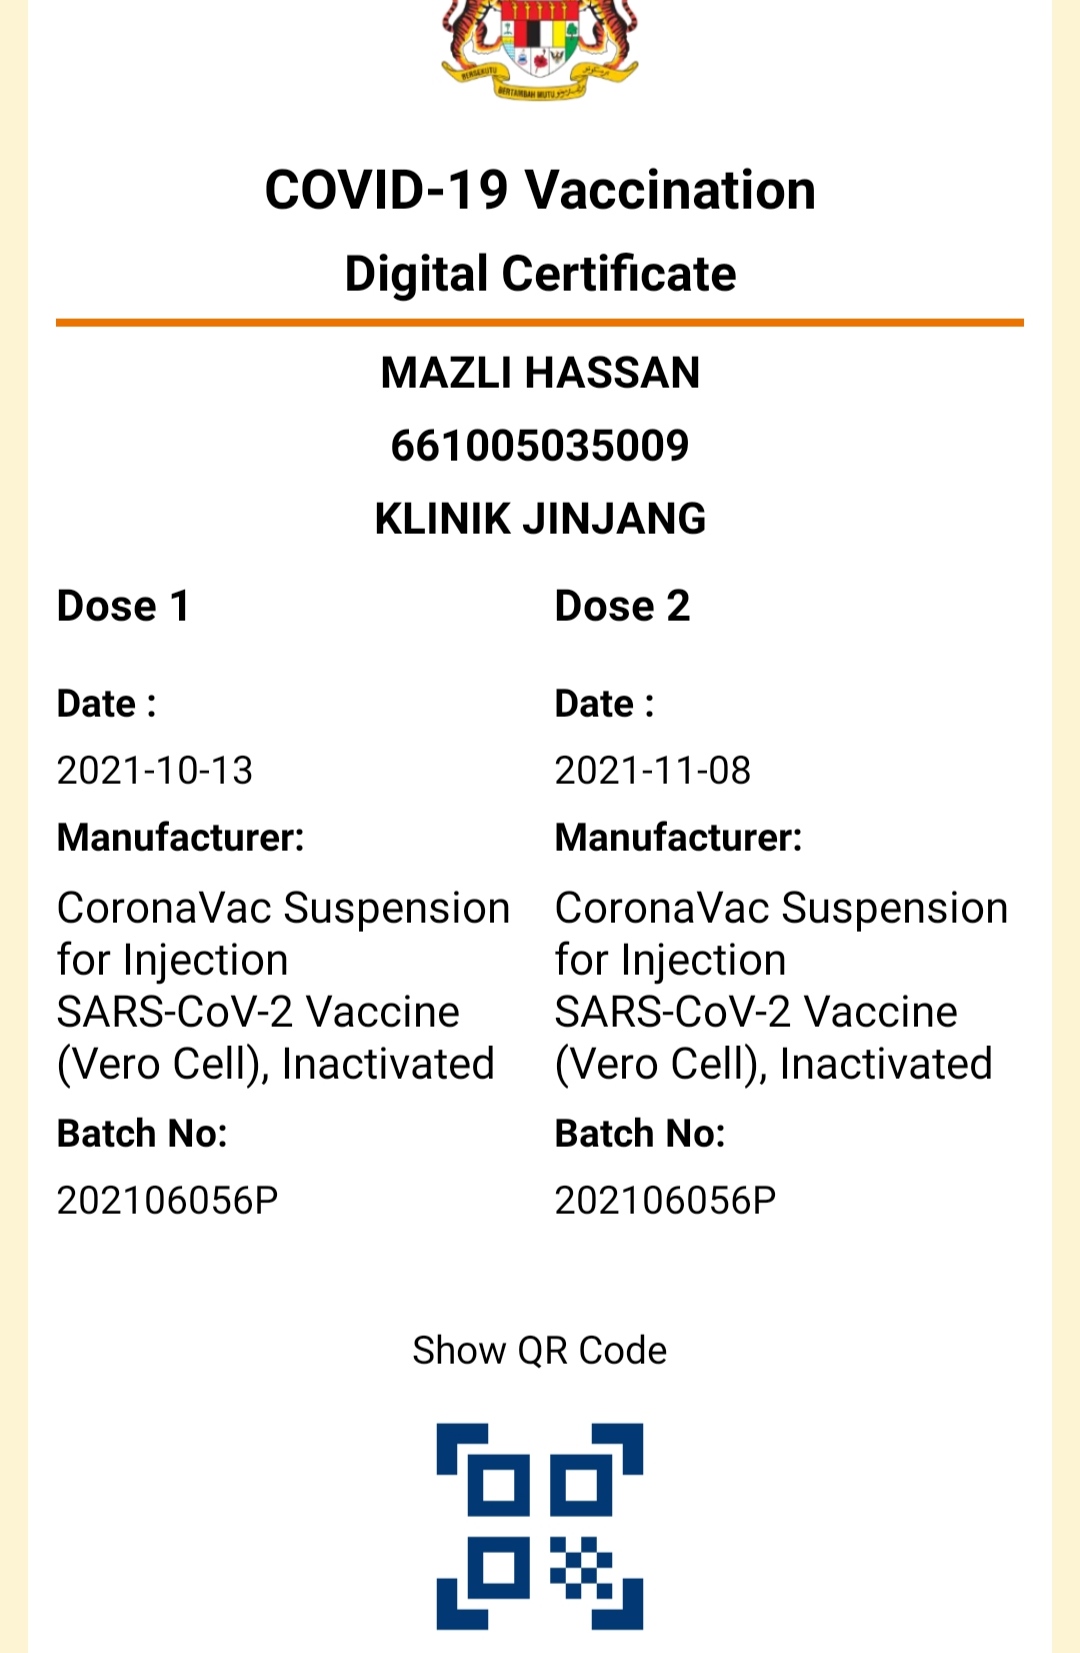 BERSEKUTU
BERTAMBAH MUTU
COVID-19 Vaccination
Digital Certificate
MAZLI HASSAN
661005035009
KLINIK JINJANG
Dose 1
Dose 2
Date :
Date :
2021-10-13
2021-11-08
Manufacturer:
Manufacturer:
CoronaVac Suspension
for Injection
SARS-CoV-2 Vaccine
(Vero Cell), Inactivated
CoronaVac Suspension
for Injection
SARS-CoV-2 Vaccine
(Vero Cell), Inactivated
Batch No:
Batch No:
202106056P
202106056P
Show QR Code